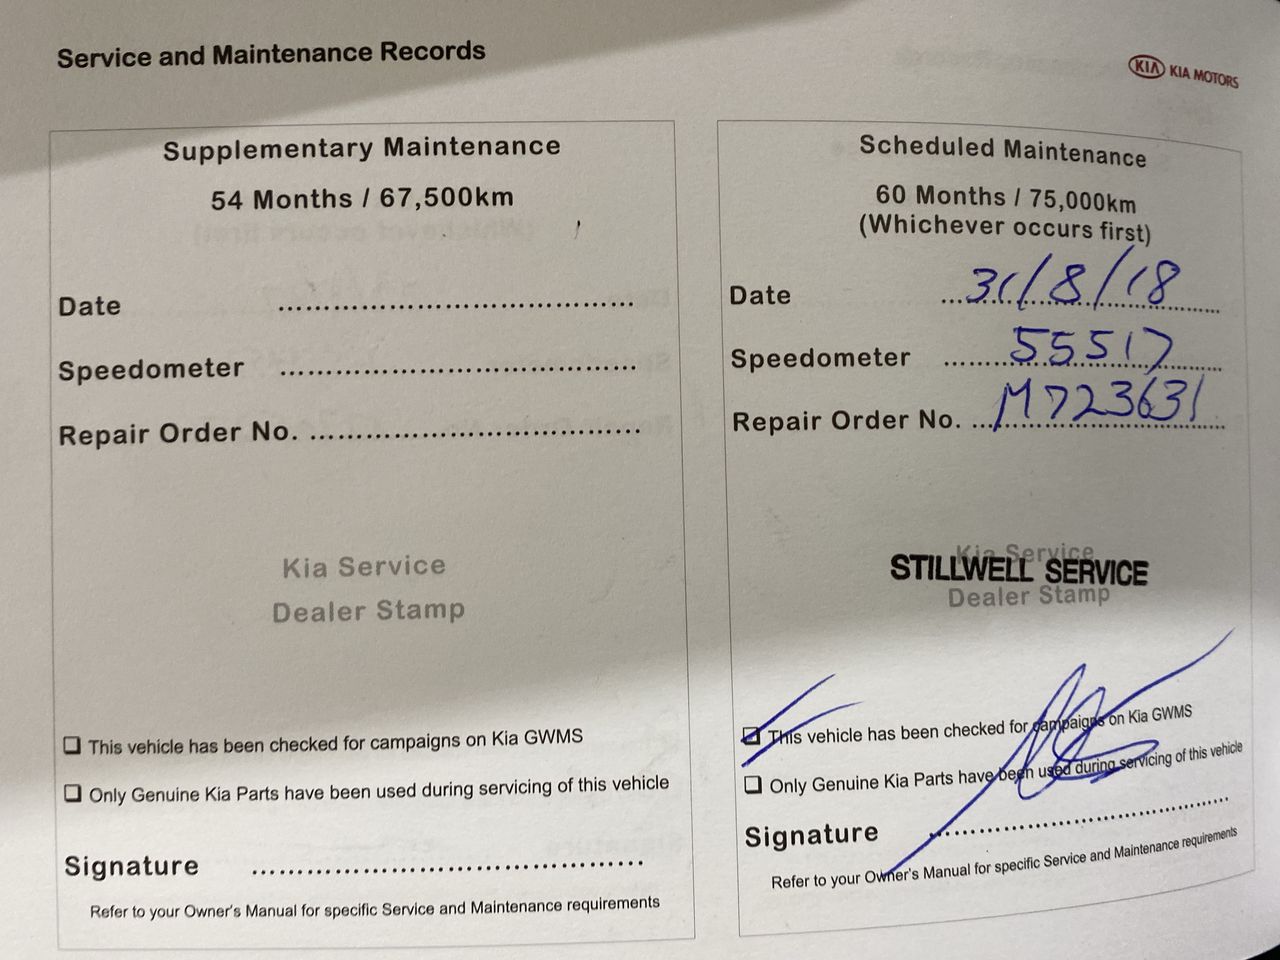 Service and Maintenance Records
KIA KIA MOTORS
Supplementary Maintenance
54 Months / 67,500km
Date
Speedometer
Repair Order No.
Kia Service
Dealer Stamp
❑ This vehicle has been checked for campaigns on Kia GWMS
❑ Only Genuine Kia Parts have been used during servicing of this vehicle
Signature
Refer to your Owner's Manual for specific Service and Maintenance requirements
Scheduled Maintenance
60 Months / 75,000km
(Whichever occurs first)
Date 31/8/18
Speedometer 55517
Repair Order No. M723631
Kia Service
STILLWELL SERVICE
Dealer Stamp
❑ This vehicle has been checked for campaigns on Kia GWMS
❑ Only Genuine Kia Parts have been used during servicing of this vehicle
Signature
Refer to your Owner's Manual for specific Service and Maintenance requirements